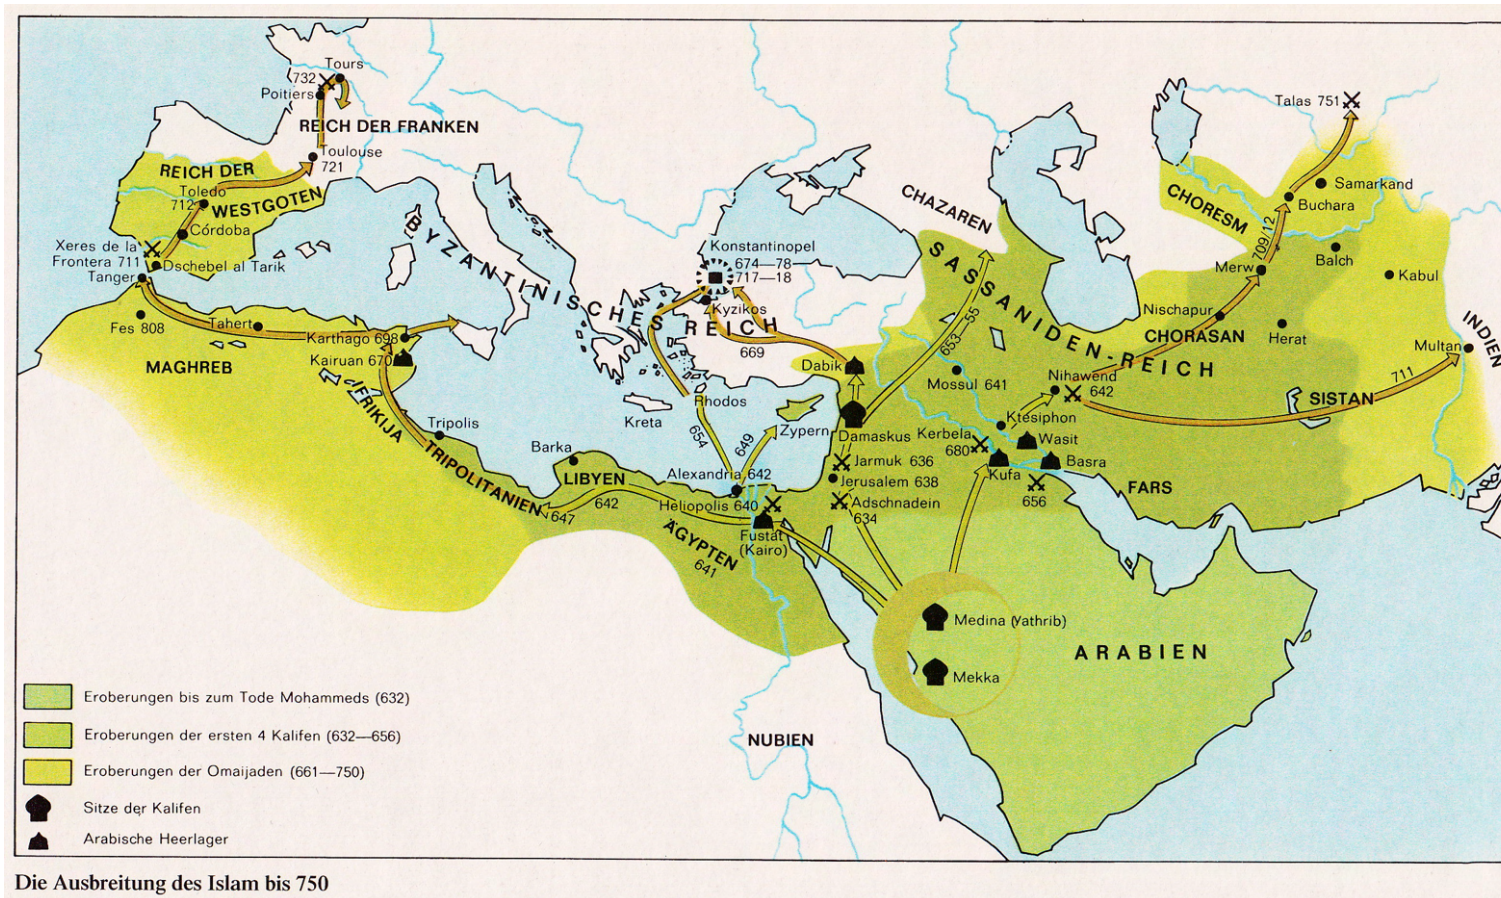 Tours
732
Poitiers
REICH DER FRANKEN
Toulouse
721
REICH DER
WESTGOTEN
Toledo
712
Córdoba
Xeres de la
Frontera 711
Tanger
Dschebel al Tarik
Fes 808
Tahert
Karthago 698
Kairuan 670
MAGHREB
IFRIKIJA
Tripolis
TRIPOLITANIEN
647
Barka
LIBYEN
642
BYZANTINISCHES REICH
Konstantinopel
674—78
717—18
Kyzikos
669
Rhodos
Kreta
654
649
Zypern
Alexandria 642
Heliopolis 640
Fustat
(Kairo)
ÄGYPTEN
641
NUBIEN
Dabik
Damaskus
Jarmuk 636
Jerusalem 638
Adschnadein
634
CHAZAREN
SASSANIDEN-REICH
653—55
Mossul 641
Nihawend
642
Ktesiphon
Kerbela
680
Wasit
Kufa
Basra
656
FARS
Talas 751
Samarkand
Buchara
CHORESM
709/12
Merw
Balch
Kabul
Nischapur
CHORASAN
Herat
INDIEN
Multan
711
SISTAN
Medina (Yathrib)
Mekka
ARABIEN
Eroberungen bis zum Tode Mohammeds (632)
Eroberungen der ersten 4 Kalifen (632—656)
Eroberungen der Omaijaden (661—750)
Sitze der Kalifen
Arabische Heerlager
Die Ausbreitung des Islam bis 750